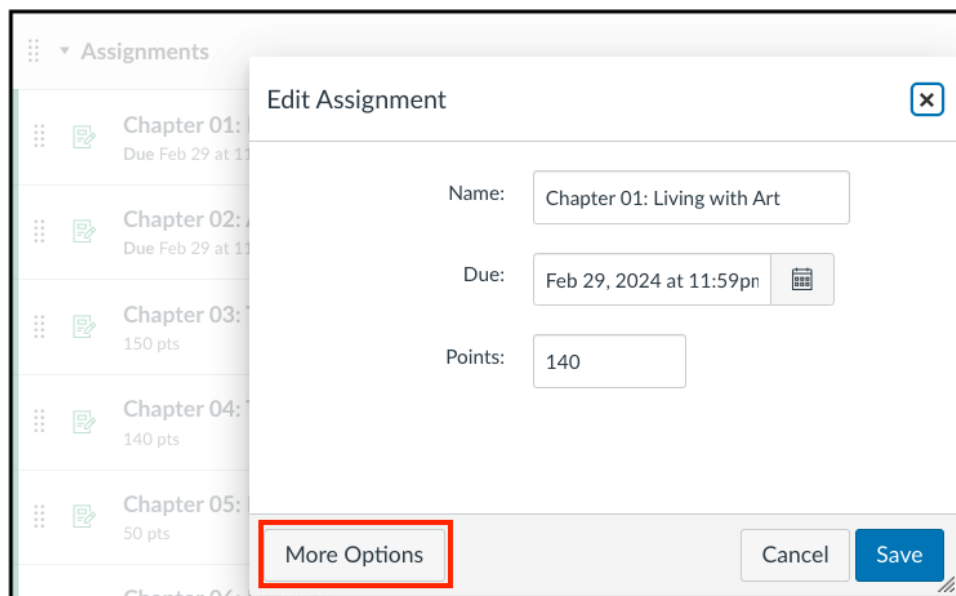 Assignments
Chapter 01:
Due Feb 29 at 11
Chapter 02:
Due Feb 29 at 11
Chapter 03:
150 pts
Chapter 04:
140 pts
Chapter 05:
50 pts
Chapter 06:
Edit Assignment
Name:
Chapter 01: Living with Art
Due:
Feb 29, 2024 at 11:59pm
Points:
140
More Options
Cancel
Save